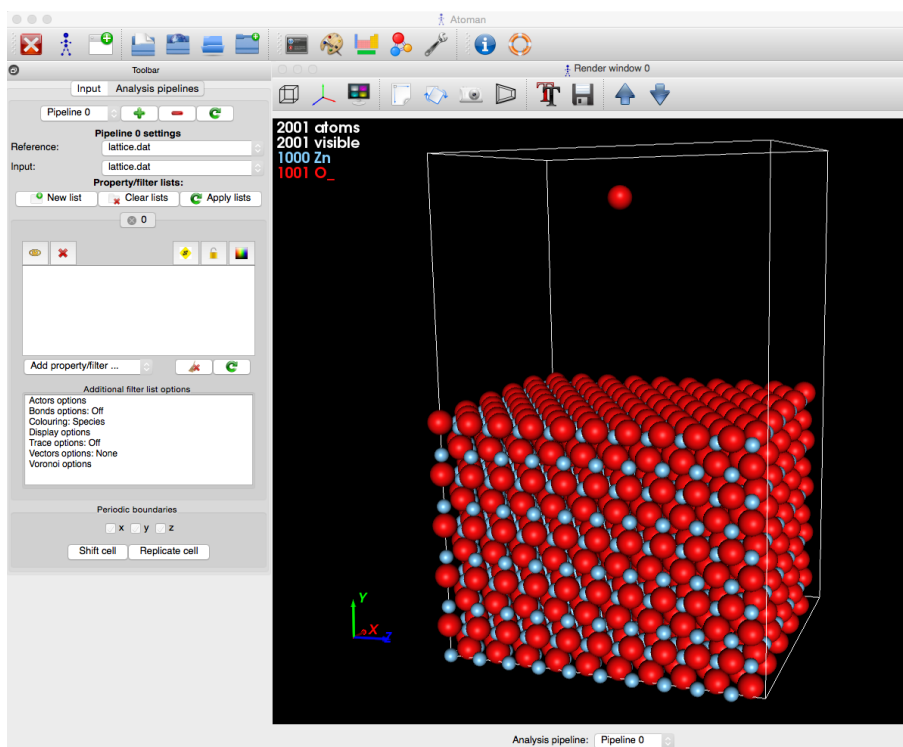 Atoman
Toolbar
Render window 0
Input
Analysis pipelines
Pipeline 0
Pipeline 0 settings
Reference:
lattice.dat
Input:
lattice.dat
Property/filter lists:
New list
Clear lists
Apply lists
0
Add property/filter ...
Additional filter list options
Actors options
Bonds options: Off
Colouring: Species
Display options
Trace options: Off
Vectors options: None
Voronoi options
Periodic boundaries
x y z
Shift cell
Replicate cell
2001 atoms
2001 visible
1000 Zn
1001 O_
Y
X
Z
Analysis pipeline: Pipeline 0